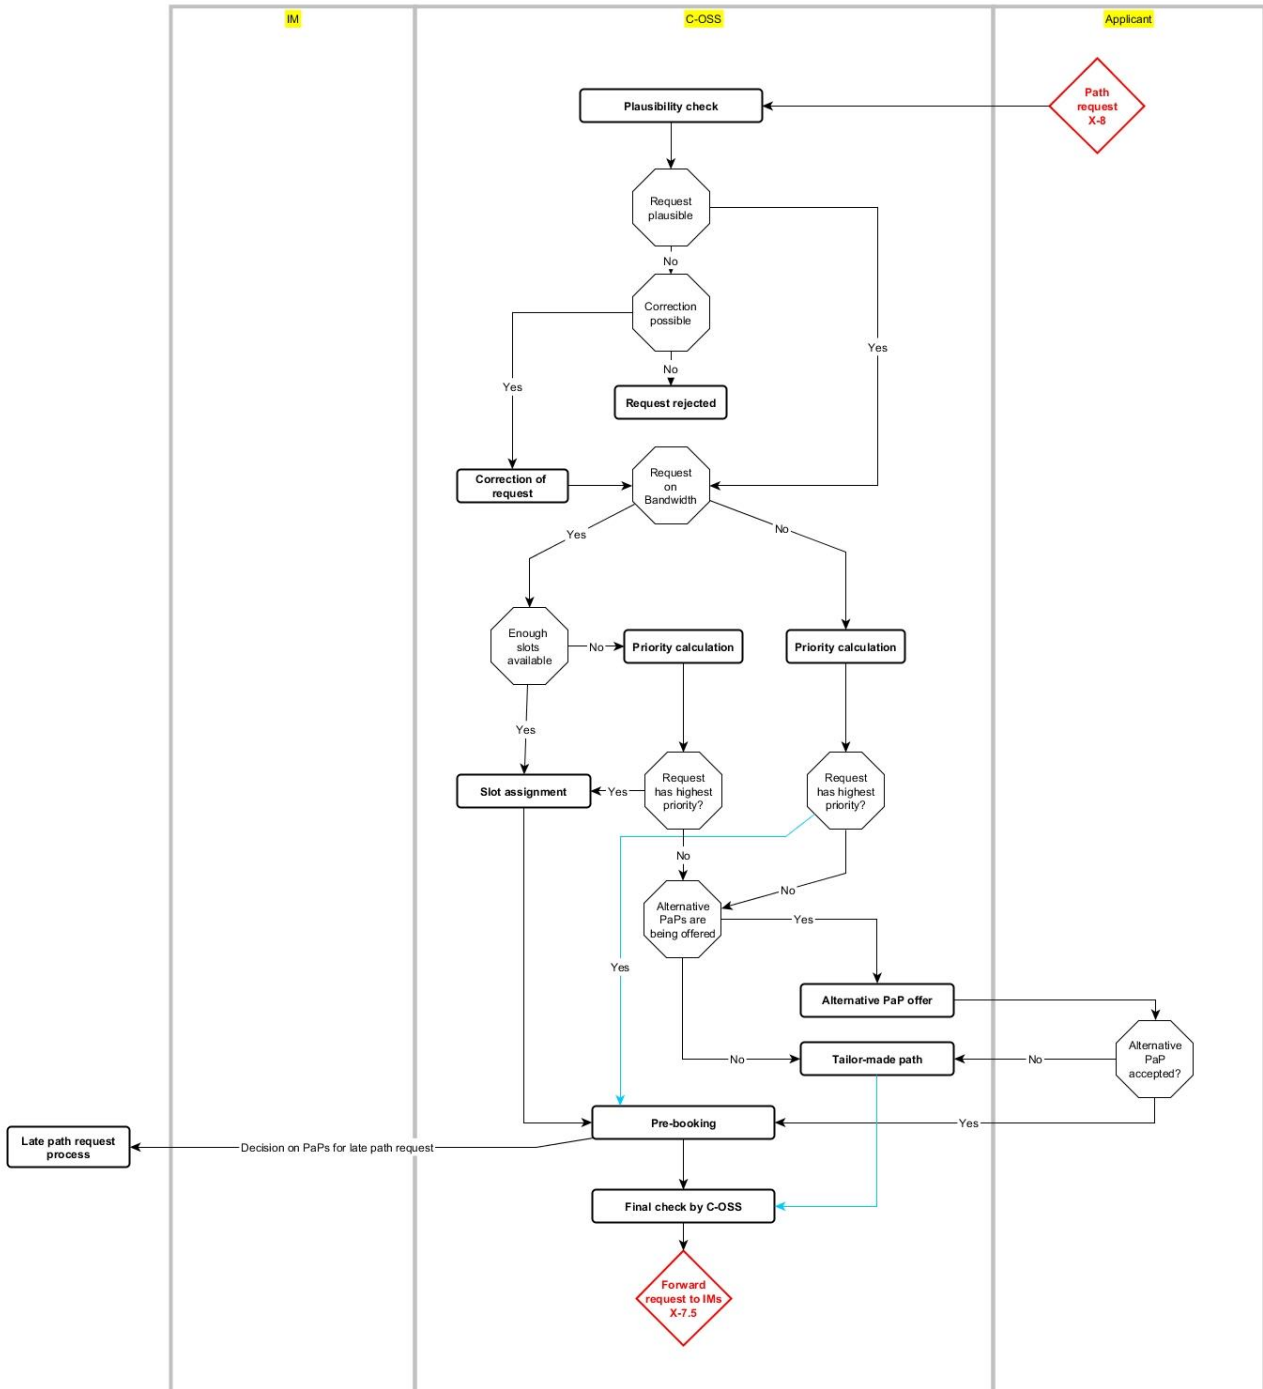 IM
C-OSS
Applicant
Plausibility check
Path
request
X-8
Request
plausible
No
Correction
possible
Yes
No
Yes
Request rejected
Correction of
request
Request
on
Bandwidth
Yes
No
Enough
slots
available
No
Priority calculation
Priority calculation
Yes
Slot assignment
Yes
Request
has highest
priority?
Request
has highest
priority?
No
No
Alternative
PaPs are
being offered
Yes
Yes
Alternative PaP offer
No
Tailor-made path
No
Alternative
PaP
accepted?
Pre-booking
Yes
Late path request
process
Decision on PaPs for late path request
Final check by C-OSS
Forward
request to IMs
X-7.5